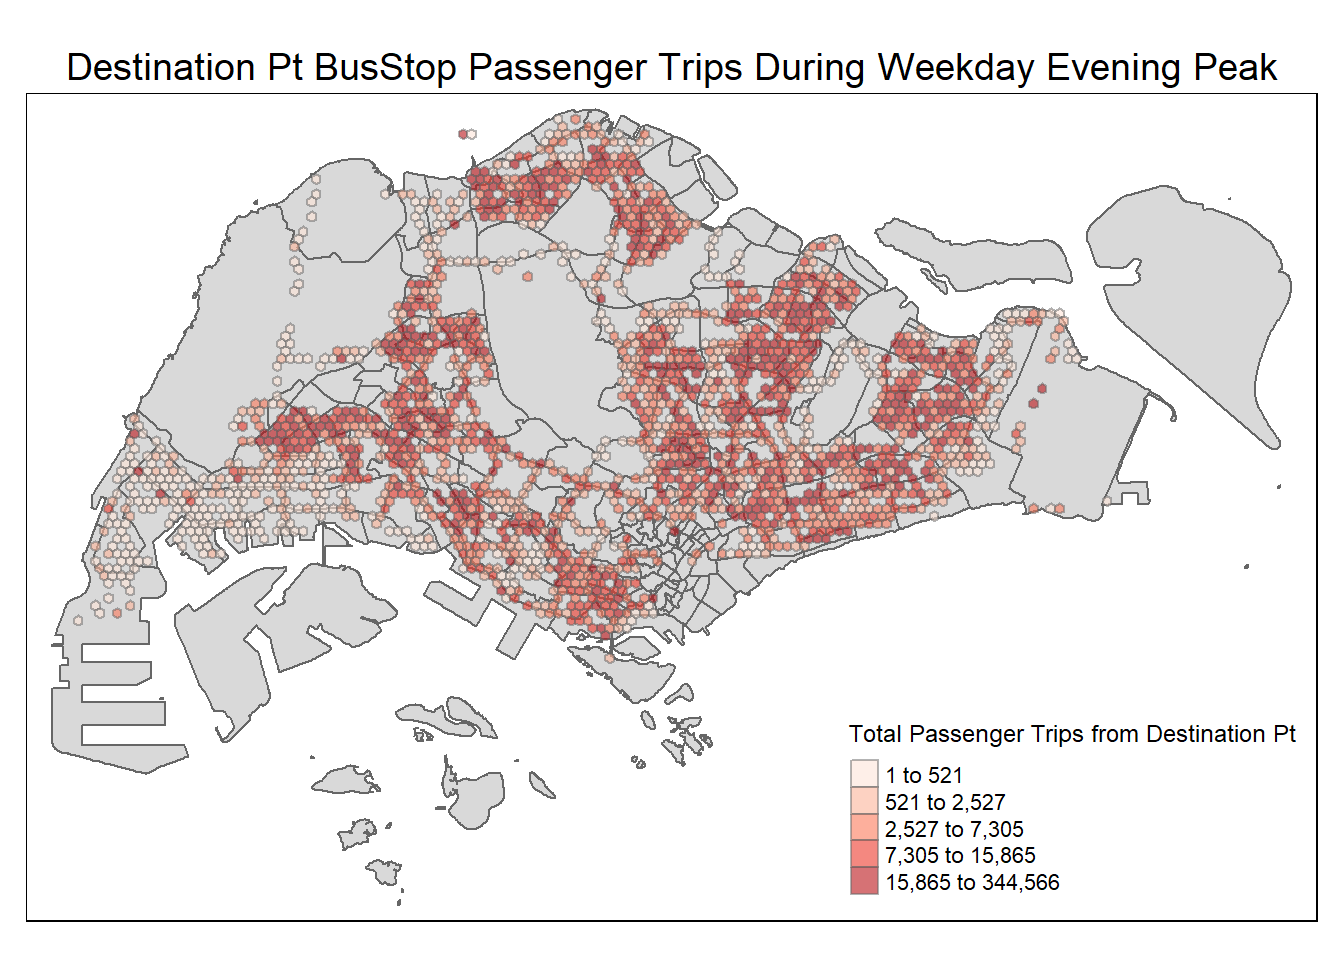 Destination Pt BusStop Passenger Trips During Weekday Evening Peak
Total Passenger Trips from Destination Pt
1 to 521
521 to 2,527
2,527 to 7,305
7,305 to 15,865
15,865 to 344,566